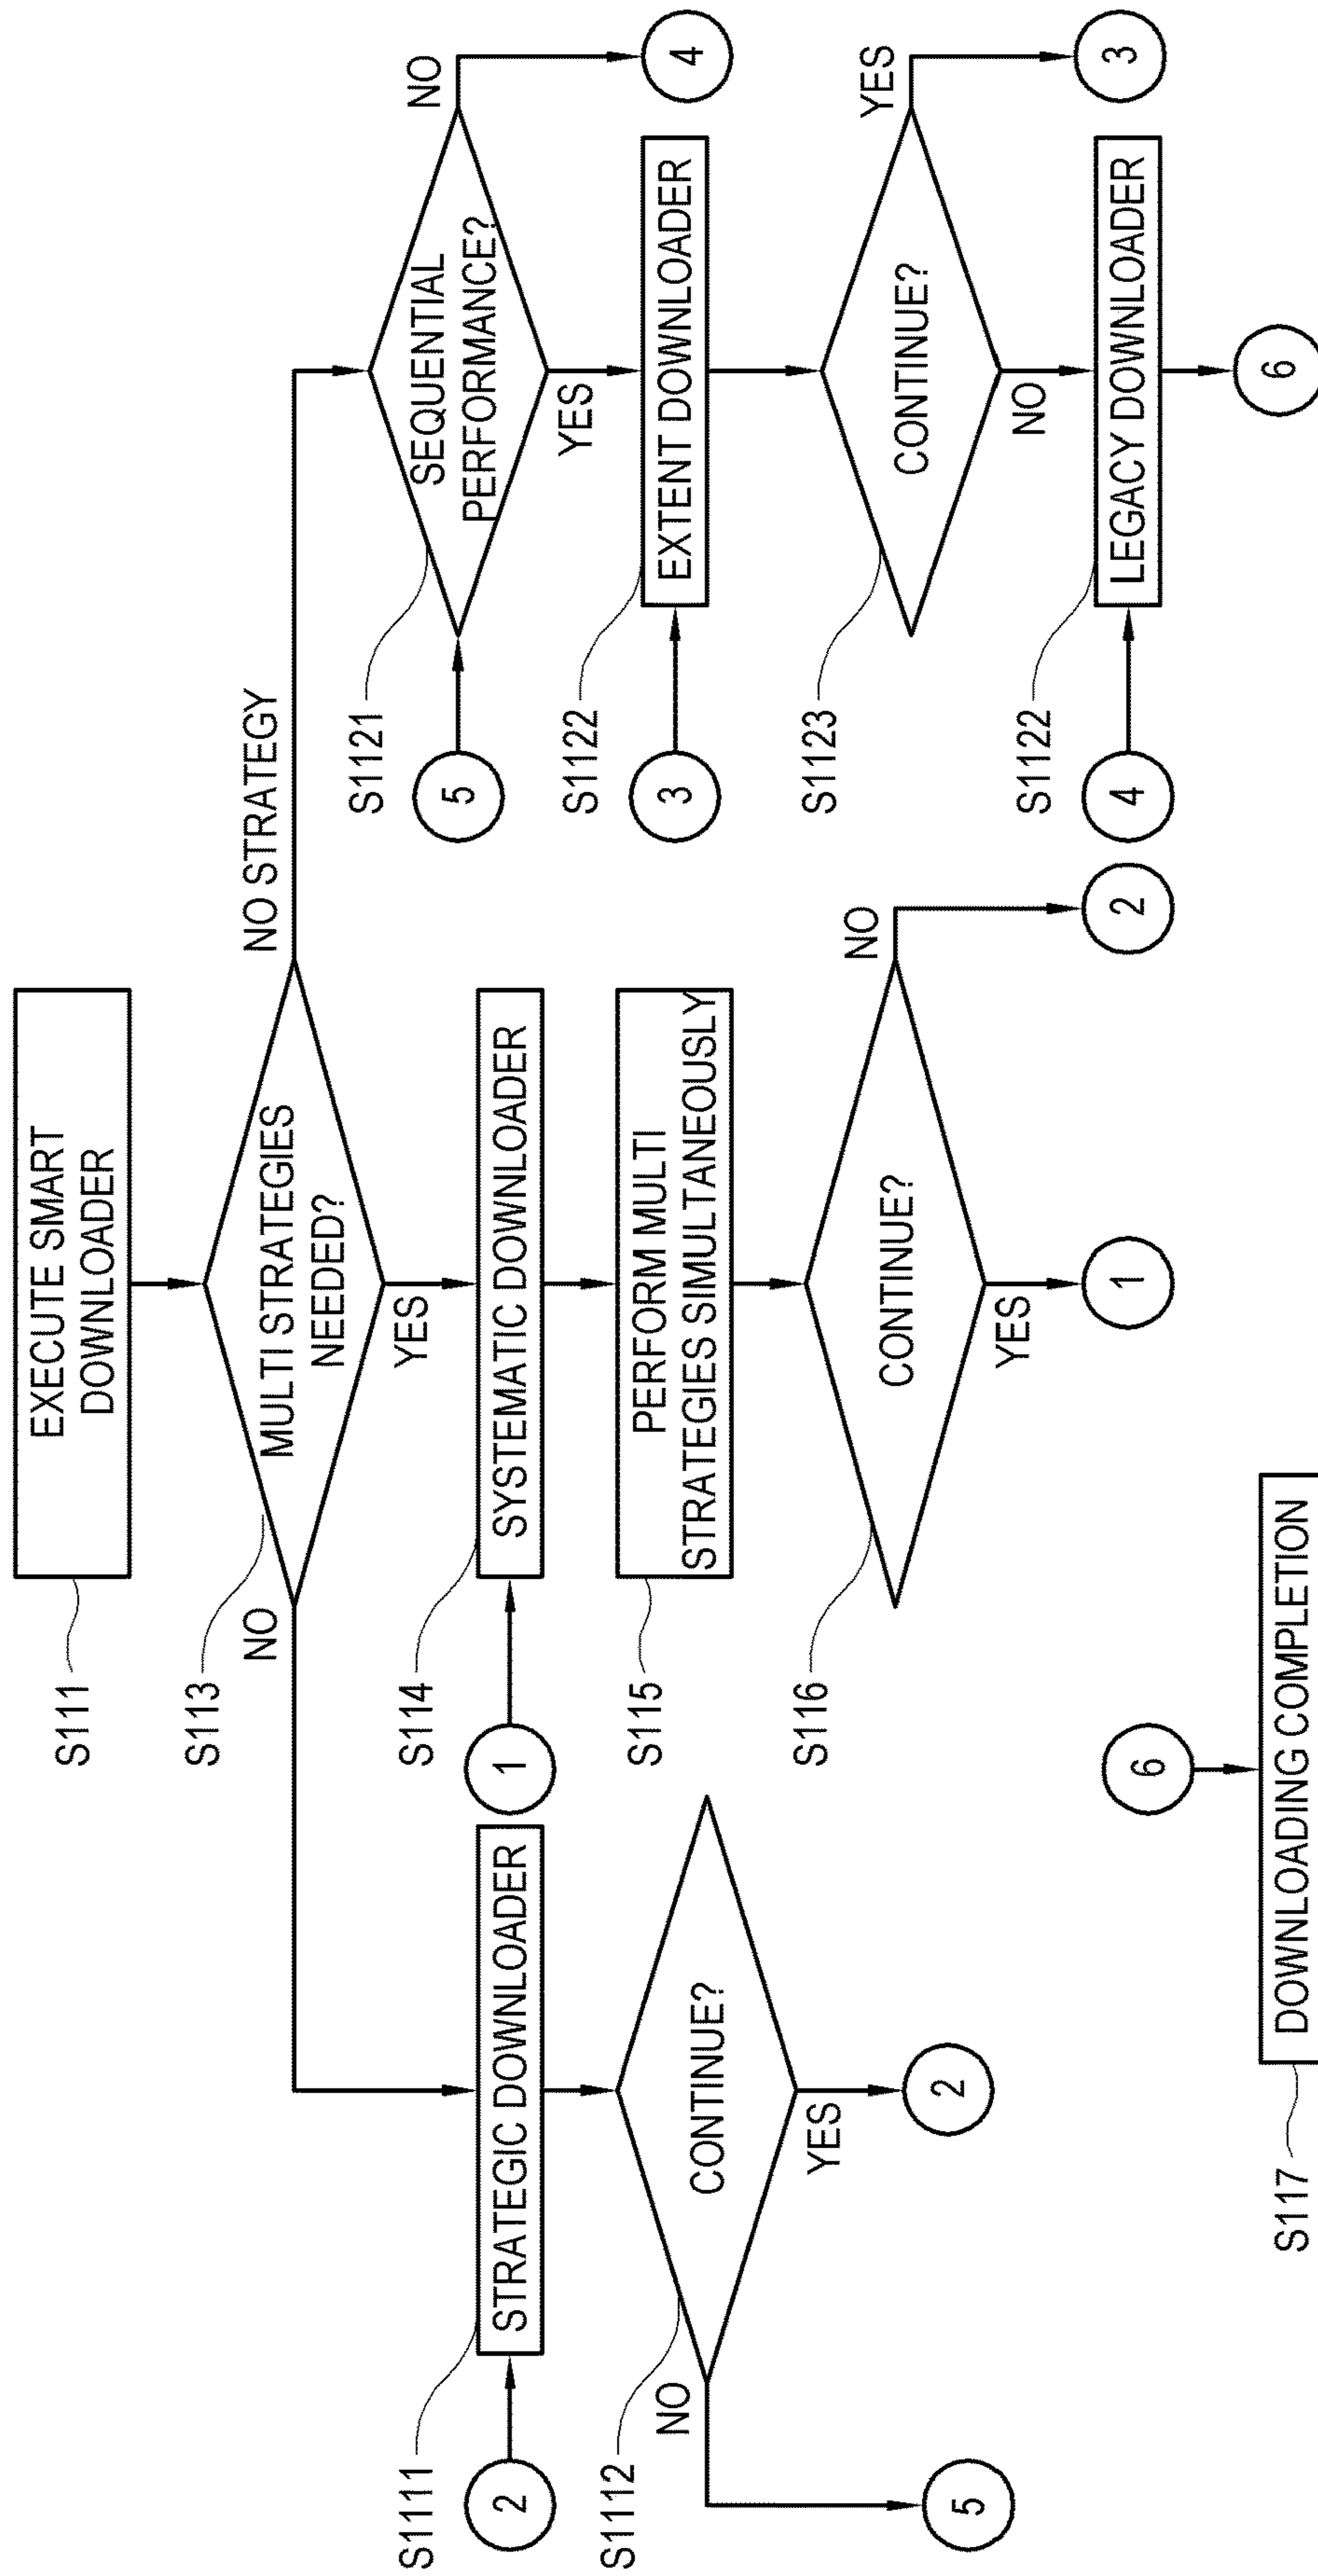 S111
EXECUTE SMART
DOWNLOADER
S113
MULTI STRATEGIES
NEEDED?
NO
YES
NO STRATEGY
2
S1111
STRATEGIC DOWNLOADER
S1112
CONTINUE?
NO
YES
5
2
1
S114
SYSTEMATIC DOWNLOADER
S115
PERFORM MULTI
STRATEGIES SIMULTANEOUSLY
S116
CONTINUE?
NO
YES
1
2
S1121
5
SEQUENTIAL
PERFORMANCE?
NO
4
YES
S1122
3
EXTENT DOWNLOADER
S1123
CONTINUE?
YES
3
NO
S1122
4
LEGACY DOWNLOADER
6
6
S117
DOWNLOADING COMPLETION